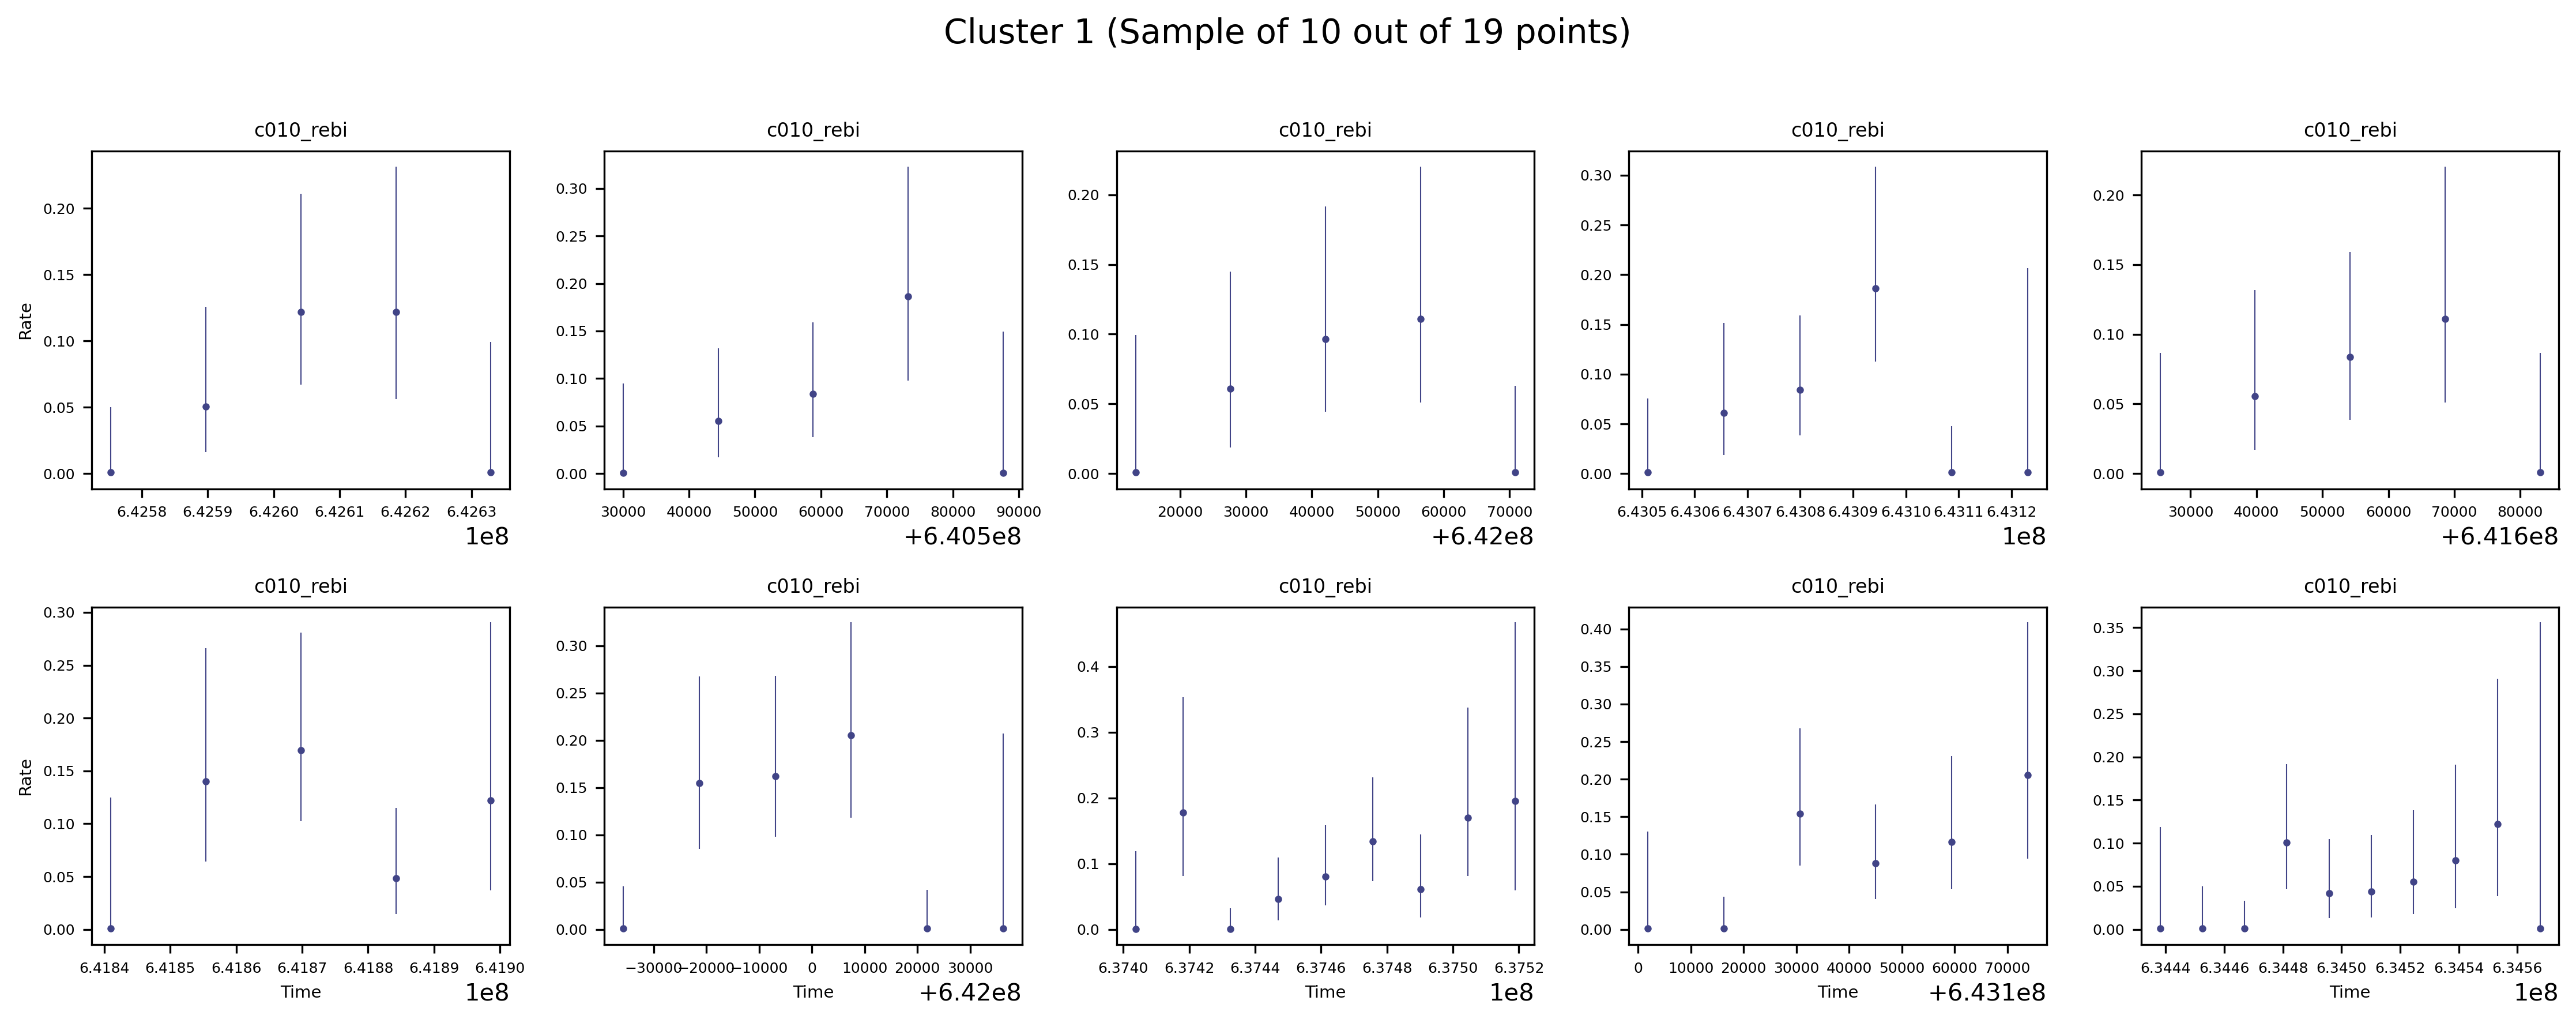 Cluster 1 (Sample of 10 out of 19 points)
c010_rebi c010_rebi c010_rebi c010_rebi c010_rebi
Rate
0.20
0.15
0.10
0.05
0.00
6.4258 6.4259 6.4260 6.4261 6.4262 6.4263
1e8
0.30
0.25
0.20
0.15
0.10
0.05
0.00
30000 40000 50000 60000 70000 80000 90000
+6.405e8
0.20
0.15
0.10
0.05
0.00
20000 30000 40000 50000 60000 70000
+6.42e8
0.30
0.25
0.20
0.15
0.10
0.05
0.00
6.4305 6.4306 6.4307 6.4308 6.4309 6.4310 6.4311 6.4312
1e8
0.20
0.15
0.10
0.05
0.00
30000 40000 50000 60000 70000 80000
+6.416e8
c010_rebi c010_rebi c010_rebi c010_rebi c010_rebi
Rate
0.30
0.25
0.20
0.15
0.10
0.05
0.00
6.4184 6.4185 6.4186 6.4187 6.4188 6.4189 6.4190
Time
1e8
0.30
0.25
0.20
0.15
0.10
0.05
0.00
−30000 −20000 −10000 0 10000 20000 30000
Time
+6.42e8
0.4
0.3
0.2
0.1
0.0
6.3740 6.3742 6.3744 6.3746 6.3748 6.3750 6.3752
Time
1e8
0.40
0.35
0.30
0.25
0.20
0.15
0.10
0.05
0.00
0 10000 20000 30000 40000 50000 60000 70000
Time
+6.431e8
0.35
0.30
0.25
0.20
0.15
0.10
0.05
0.00
6.3444 6.3446 6.3448 6.3450 6.3452 6.3454 6.3456
Time
1e8